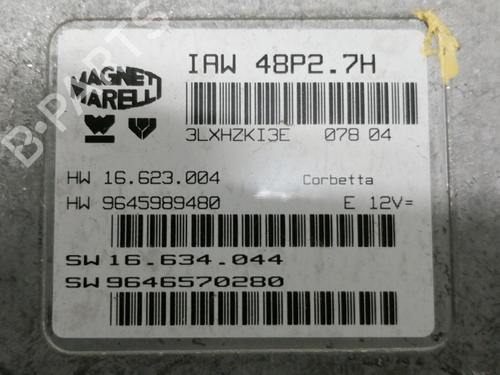 B-PARTS
MAGNETI
MARELLI
IAW 48P2.7H
3LXHZKI3E 078 04
HW 16.623.004 Corbetta
HW 9645989480 E 12V=
SW 16.634.044
SW 9646570280